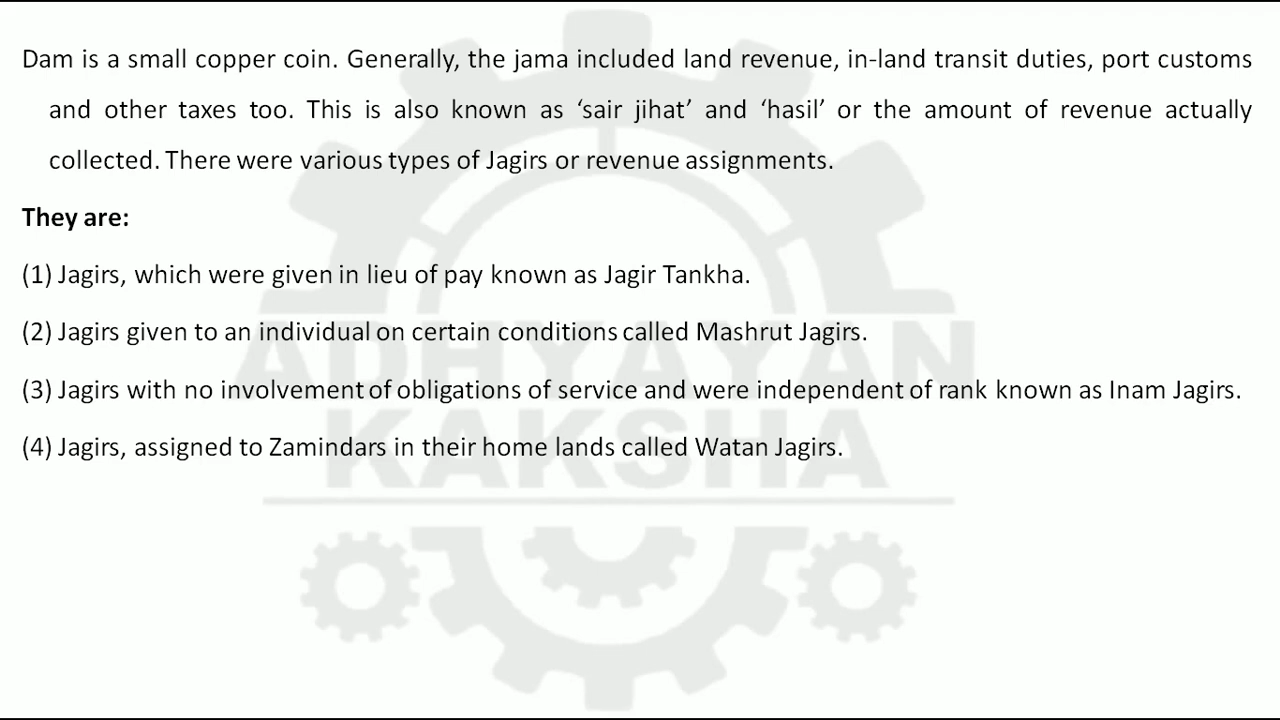 Dam is a small copper coin. Generally, the jama included land revenue, in-land transit duties, port customs
and other taxes too. This is also known as ‘sair jihat’ and ‘hasil’ or the amount of revenue actually
collected. There were various types of Jagirs or revenue assignments.
They are:
(1) Jagirs, which were given in lieu of pay known as Jagir Tankha.
(2) Jagirs given to an individual on certain conditions called Mashrut Jagirs.
(3) Jagirs with no involvement of obligations of service and were independent of rank known as Inam Jagirs.
(4) Jagirs, assigned to Zamindars in their home lands called Watan Jagirs.
ADHYAYAN
KAKSHA